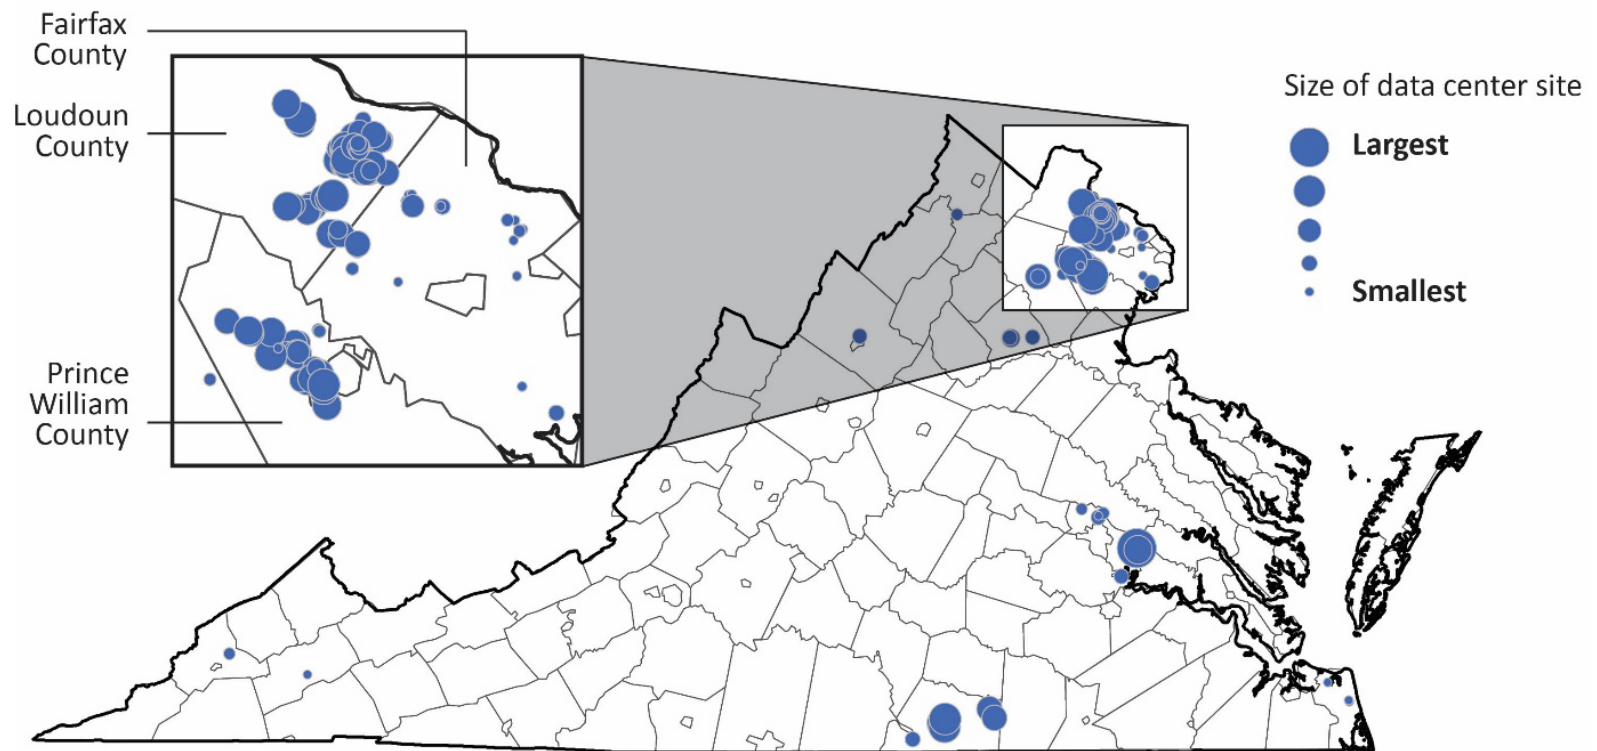 Fairfax
County
Loudoun
County
Prince
William
County
Size of data center site
Largest
Smallest